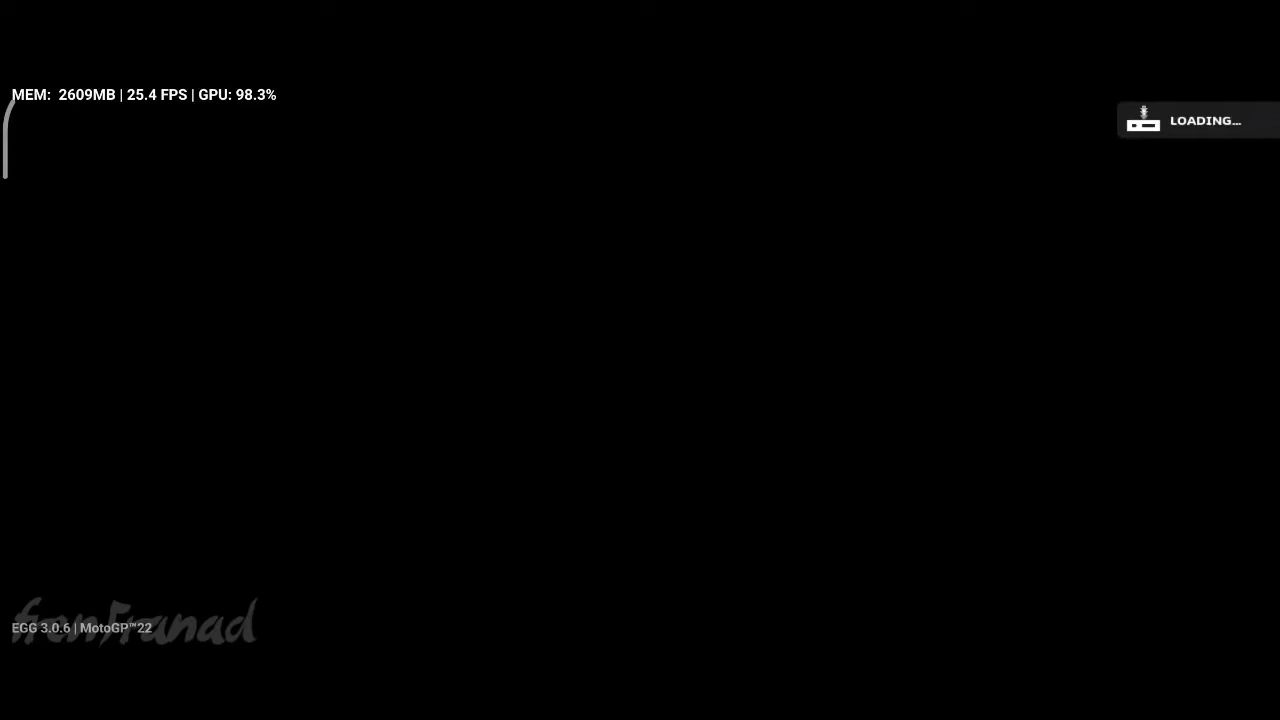 MEM: 2609MB | 25.4 FPS | GPU: 98.3%
LOADING...
EGG 3.0.6 | MotoGP™22